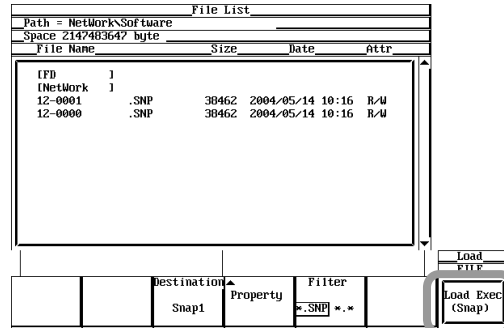 File List
Path = NetWork\Software
Space 2147483647 byte
File Name Size Date Attr
[FD ]
[NetWork ]
12-0001 .SNP 38462 2004/05/14 10:16 R/W
12-0000 .SNP 38462 2004/05/14 10:16 R/W
Load
FILE
Destination
Snap1
Property
Filter
*.SNP *.*
Load Exec
(Snap)